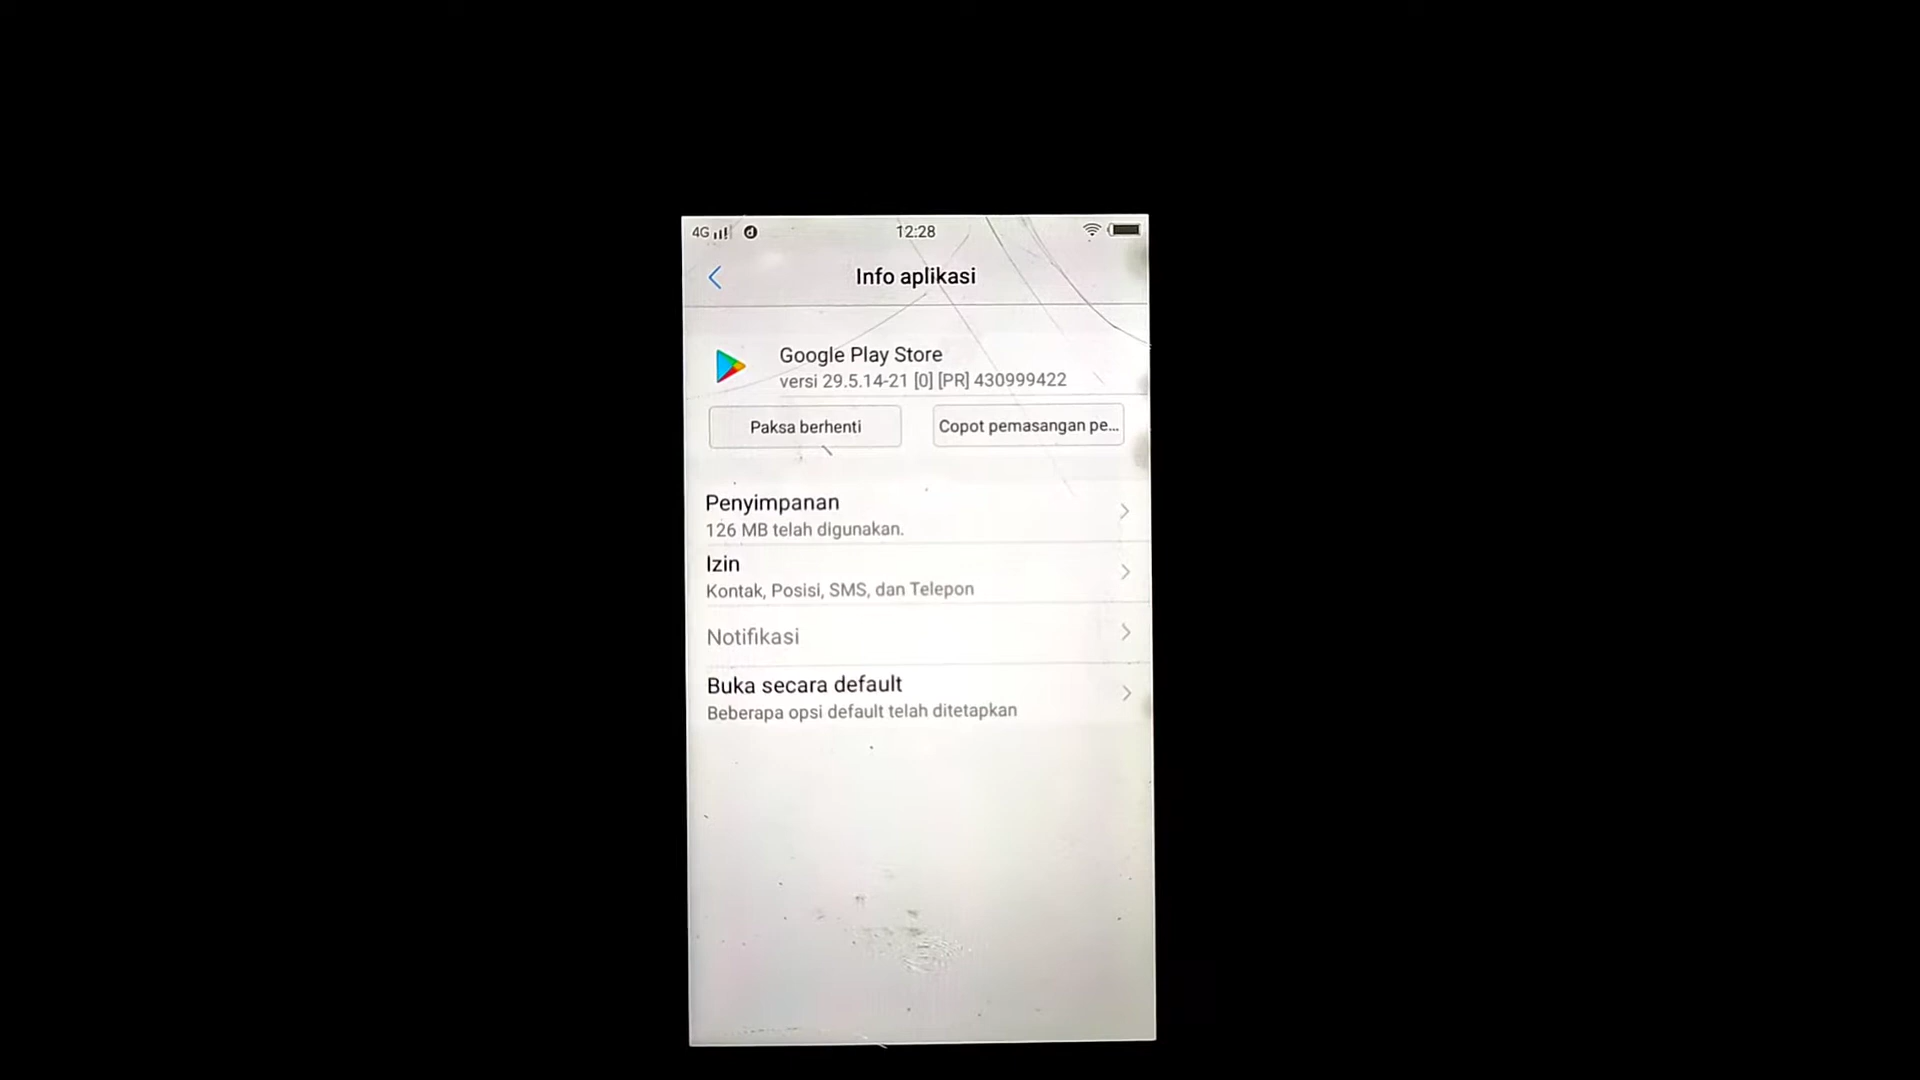 4G 12:28
Info aplikasi
Google Play Store
versi 29.5.14-21 [0] [PR] 430999422
Paksa berhenti Copot pemasangan pe...
Penyimpanan
126 MB telah digunakan.
Izin
Kontak, Posisi, SMS, dan Telepon
Notifikasi
Buka secara default
Beberapa opsi default telah ditetapkan